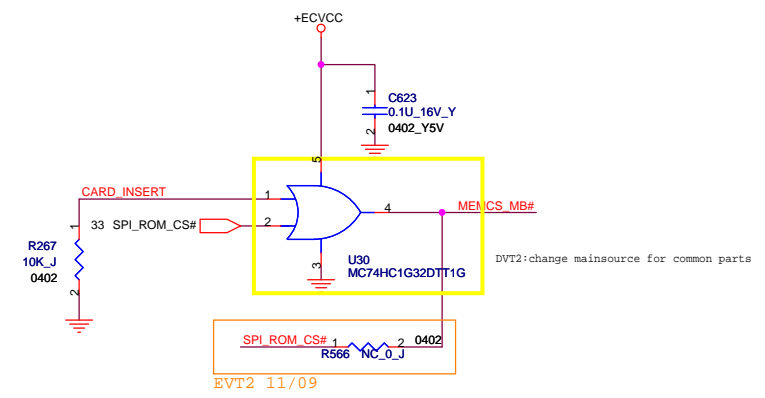 +ECVCC
1
C623
0.1U_16V_Y
2
0402_Y5V
5
CARD_INSERT
1
4
MEMCS_MB#
1
33 SPI_ROM_CS#
2
R267
10K_J
0402
2
3
U30
MC74HC1G32DTT1G
DVT2:change mainsource for common parts
SPI_ROM_CS#
1
2
0402
R566
NC_0_J
EVT2 11/09